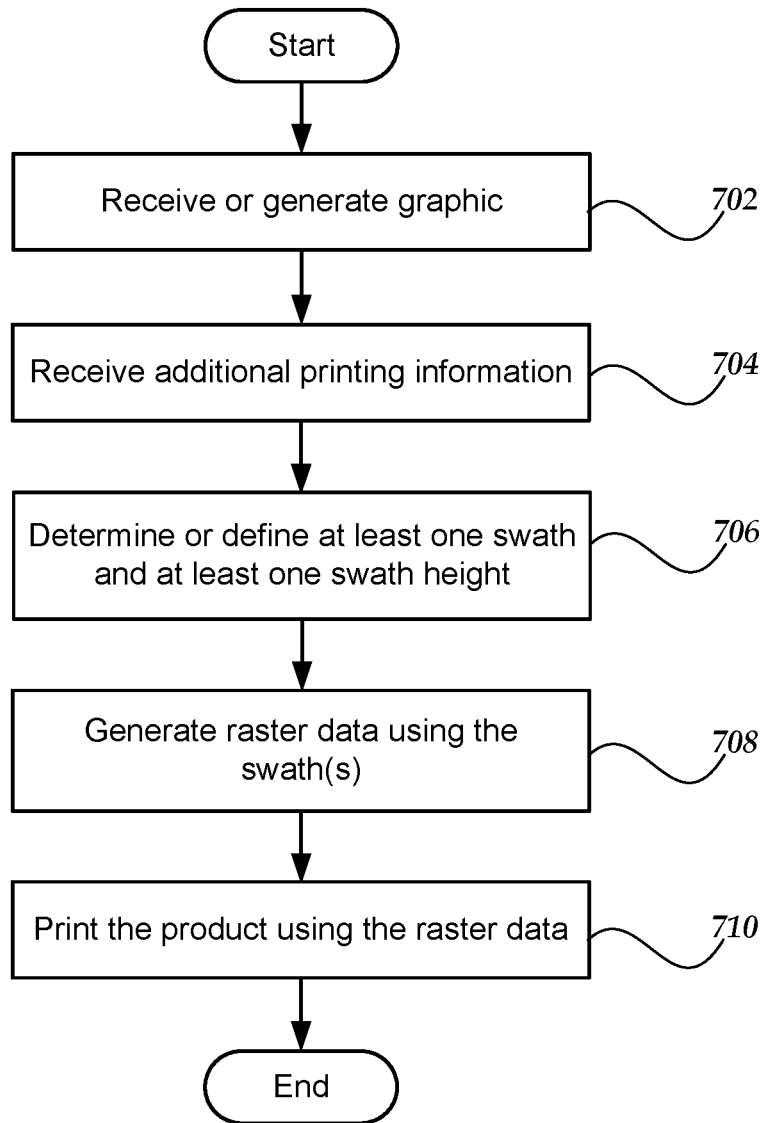 Start
Receive or generate graphic
702
Receive additional printing information
704
Determine or define at least one swath
and at least one swath height
706
Generate raster data using the
swath(s)
708
Print the product using the raster data
710
End